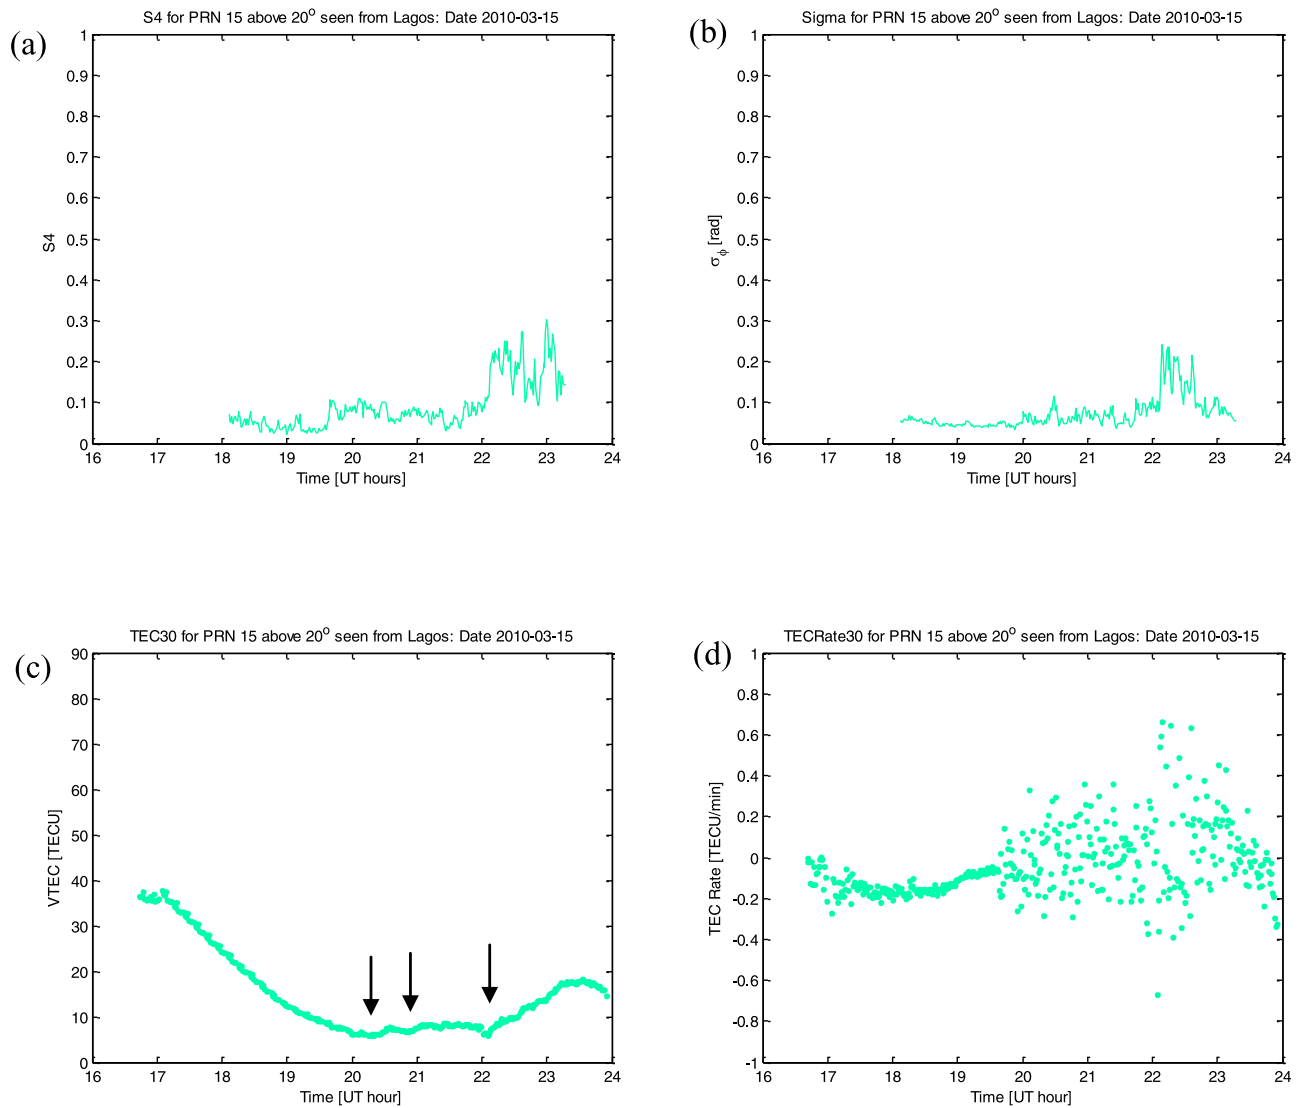 (a)
S4 for PRN 15 above 20o seen from Lagos: Date 2010-03-15
1
0.9
0.8
0.7
0.6
0.5
0.4
0.3
0.2
0.1
0
S4
16 17 18 19 20 21 22 23 24
Time [UT hours]
(b)
Sigma for PRN 15 above 20o seen from Lagos: Date 2010-03-15
1
0.9
0.8
0.7
0.6
0.5
0.4
0.3
0.2
0.1
0
σϕ [rad]
16 17 18 19 20 21 22 23 24
Time [UT hours]
(c)
TEC30 for PRN 15 above 20o seen from Lagos: Date 2010-03-15
90
80
70
60
50
40
30
20
10
0
VTEC [TECU]
16 17 18 19 20 21 22 23 24
Time [UT hour]
(d)
TECRate30 for PRN 15 above 20o seen from Lagos: Date 2010-03-15
1
0.8
0.6
0.4
0.2
0
-0.2
-0.4
-0.6
-0.8
-1
TEC Rate [TECU/min]
16 17 18 19 20 21 22 23 24
Time [UT hour]